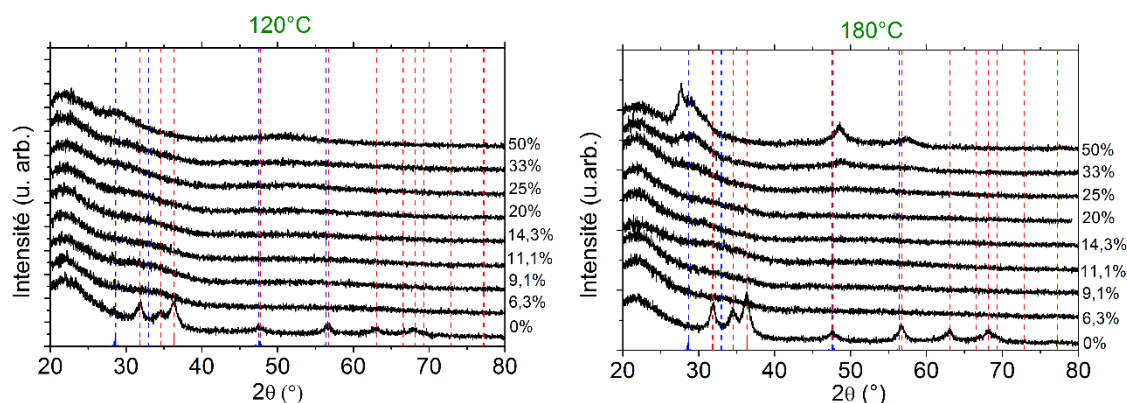 120°C
Intensité (u. arb.)
50%
33%
25%
20%
14,3%
11,1%
9,1%
6,3%
0%
20 30 40 50 60 70 80
2θ (°)
180°C
Intensité (u.arb.)
50%
33%
25%
20%
14,3%
11,1%
9,1%
6,3%
0%
20 30 40 50 60 70 80
2θ (°)